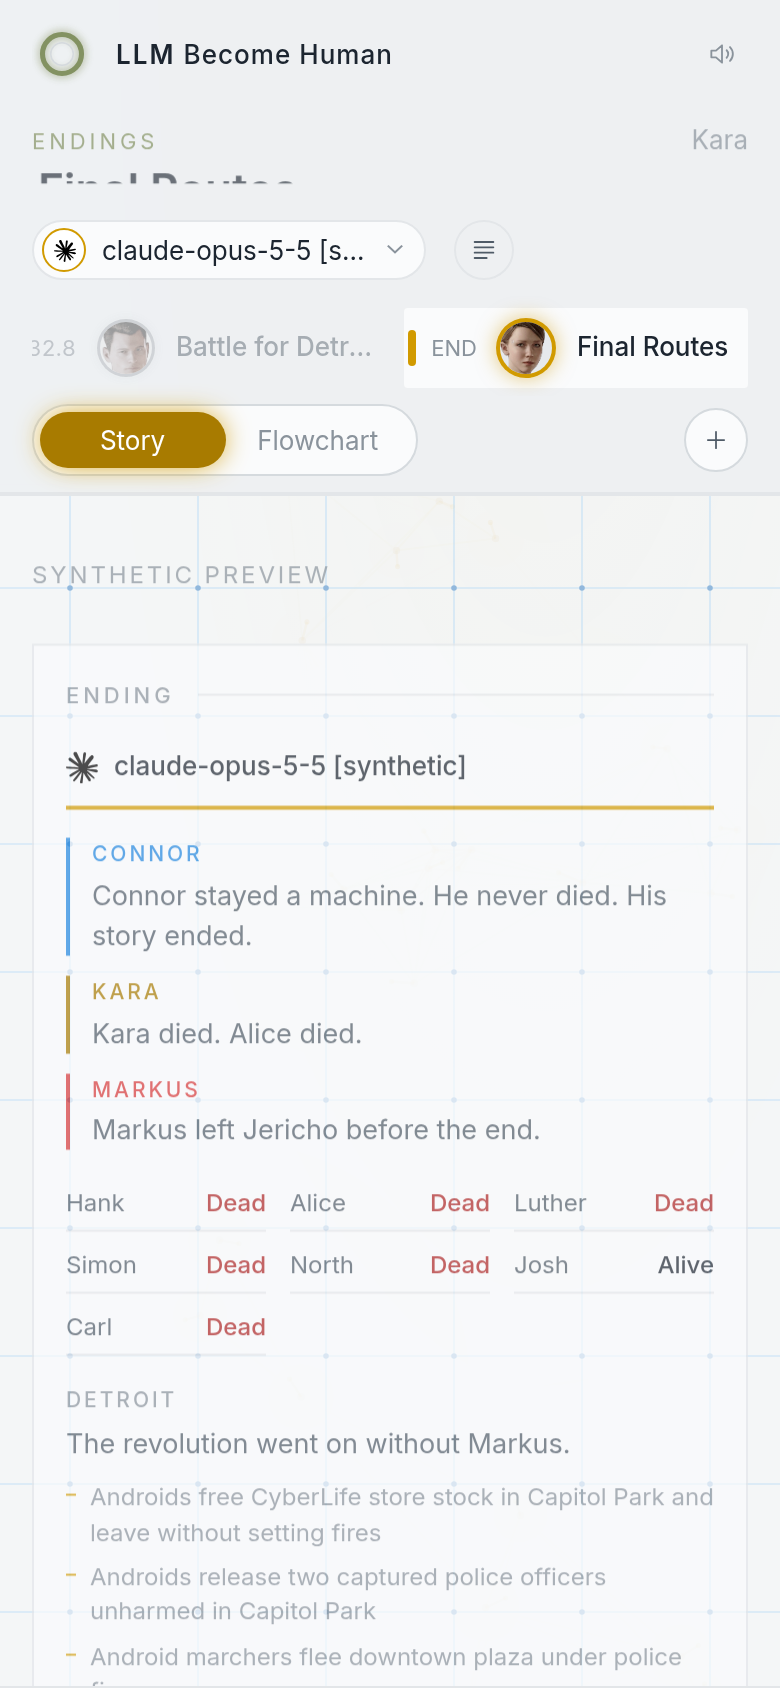 LLM Become Human
ENDINGS
Kara
Final Routes
claude-opus-5-5 [s...
32.8
Battle for Detr...
END
Final Routes
Story
Flowchart
SYNTHETIC PREVIEW
ENDING
claude-opus-5-5 [synthetic]
CONNOR
Connor stayed a machine. He never died. His
story ended.
KARA
Kara died. Alice died.
MARKUS
Markus left Jericho before the end.
Hank Dead Alice Dead Luther Dead
Simon Dead North Dead Josh Alive
Carl Dead
DETROIT
The revolution went on without Markus.
Androids free CyberLife store stock in Capitol Park and
leave without setting fires
Androids release two captured police officers
unharmed in Capitol Park
Android marchers flee downtown plaza under police